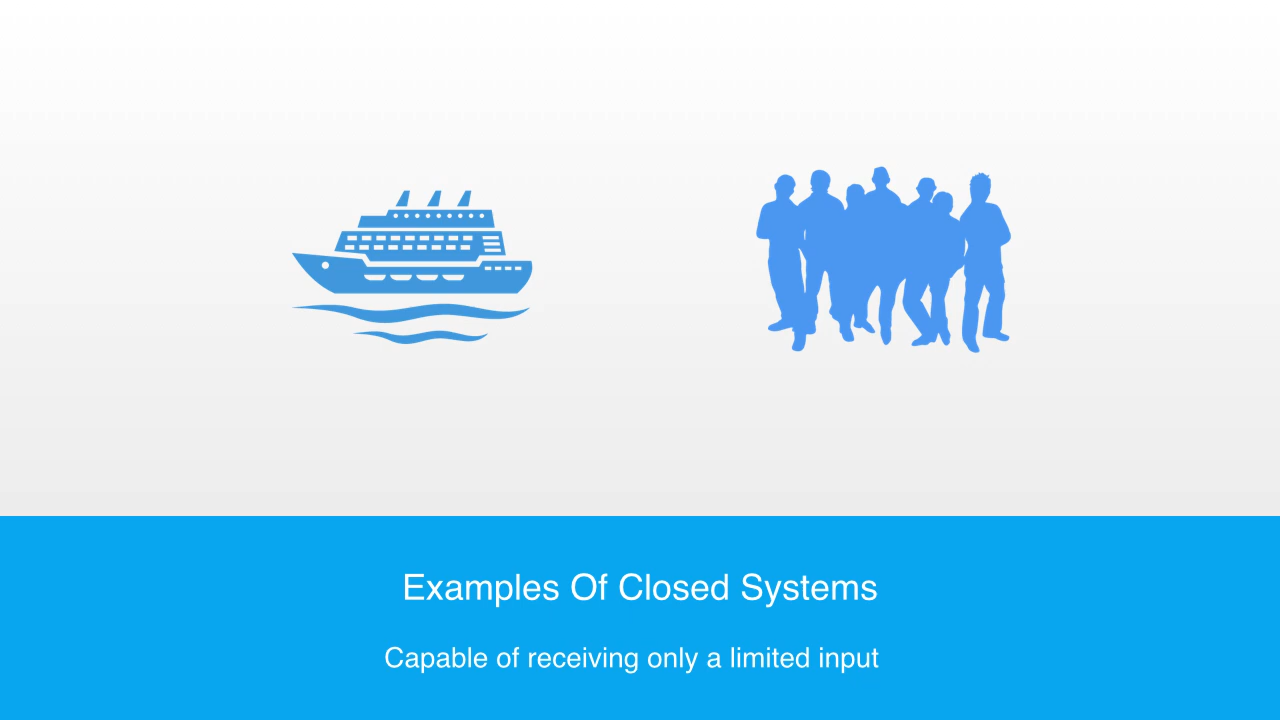 Examples Of Closed Systems
Capable of receiving only a limited input